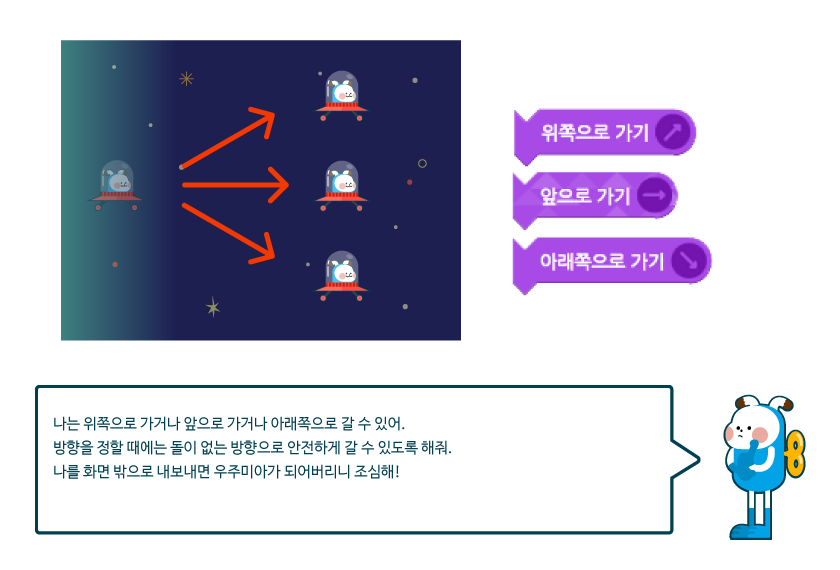 위쪽으로 가기
앞으로 가기
아래쪽으로 가기
나는 위쪽으로 가거나 앞으로 가거나 아래쪽으로 갈 수 있어.
방향을 정할 때에는 돌이 없는 방향으로 안전하게 갈 수 있도록 해줘.
나를 화면 밖으로 내보내면 우주미아가 되어버리니 조심해!